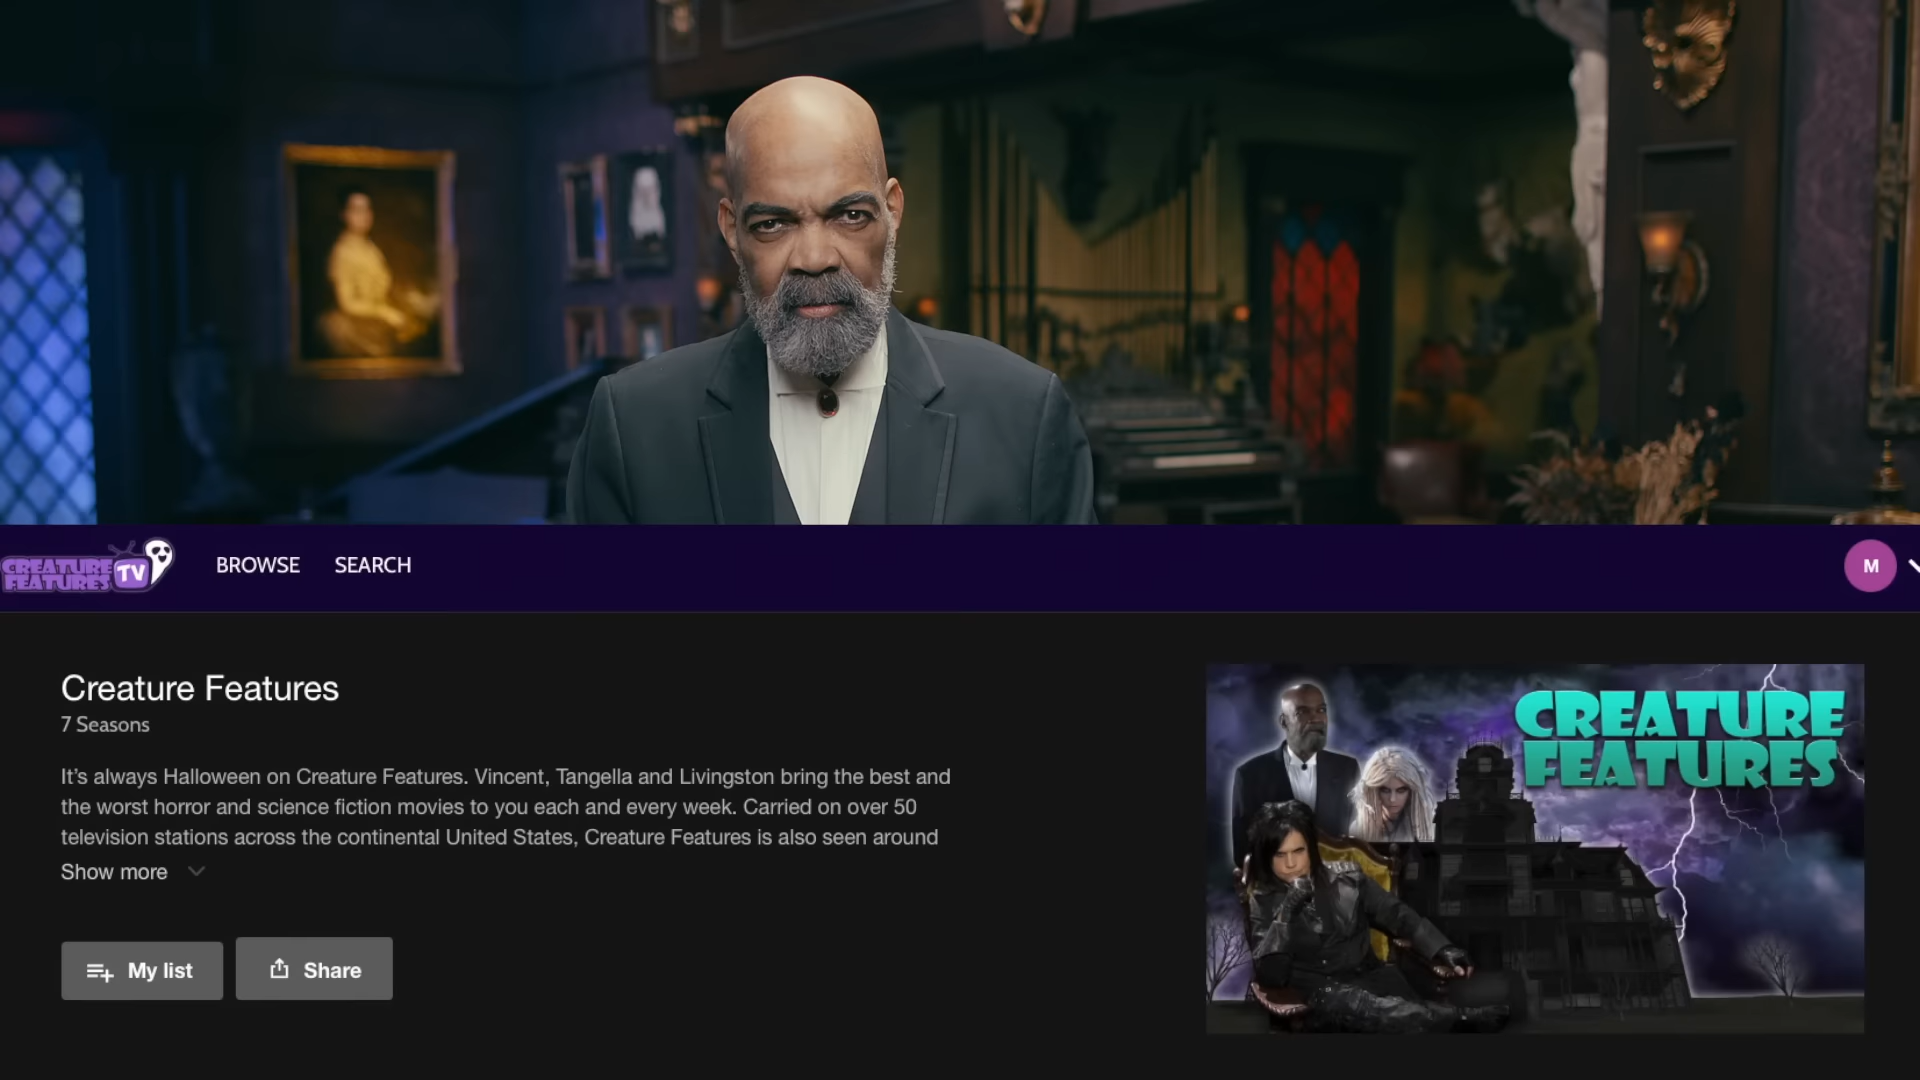 CREATURE
FEATURES
TV
BROWSE
SEARCH
M
Creature Features
7 Seasons
It’s always Halloween on Creature Features. Vincent, Tangella and Livingston bring the best and
the worst horror and science fiction movies to you each and every week. Carried on over 50
television stations across the continental United States, Creature Features is also seen around
Show more
My list
Share
CREATURE
FEATURES